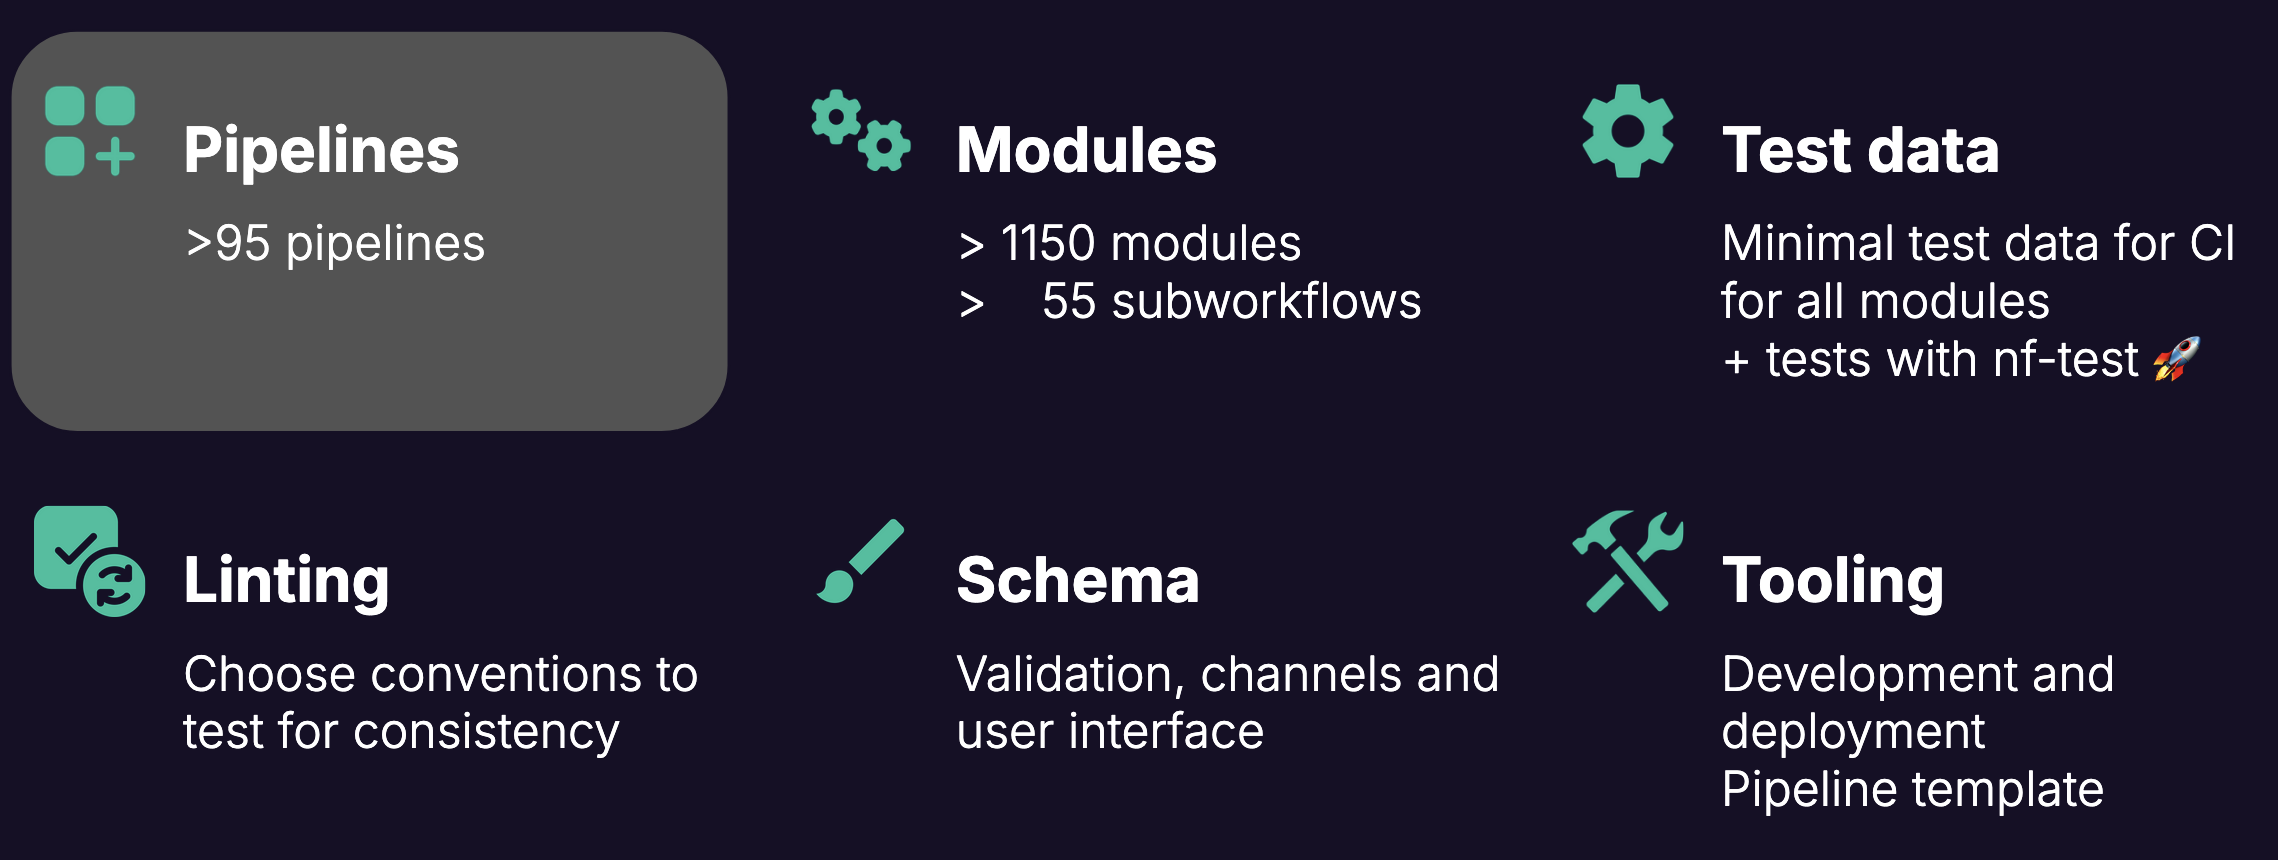 Pipelines
>95 pipelines
Modules
> 1150 modules
> 55 subworkflows
Test data
Minimal test data for CI
for all modules
+ tests with nf-test 🚀
Linting
Choose conventions to
test for consistency
Schema
Validation, channels and
user interface
Tooling
Development and
deployment
Pipeline template